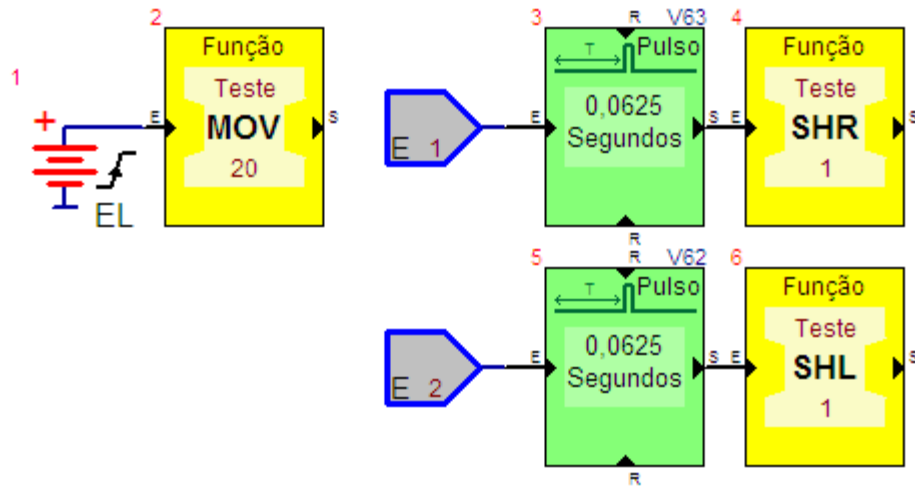 1
+
EL
2
Função
E
Teste
MOV
20
S
E 1
3
R
V63
T
Pulso
E
0,0625
Segundos
S
R
4
Função
E
Teste
SHR
1
S
E 2
5
R
V62
T
Pulso
E
0,0625
Segundos
S
R
6
Função
E
Teste
SHL
1
S